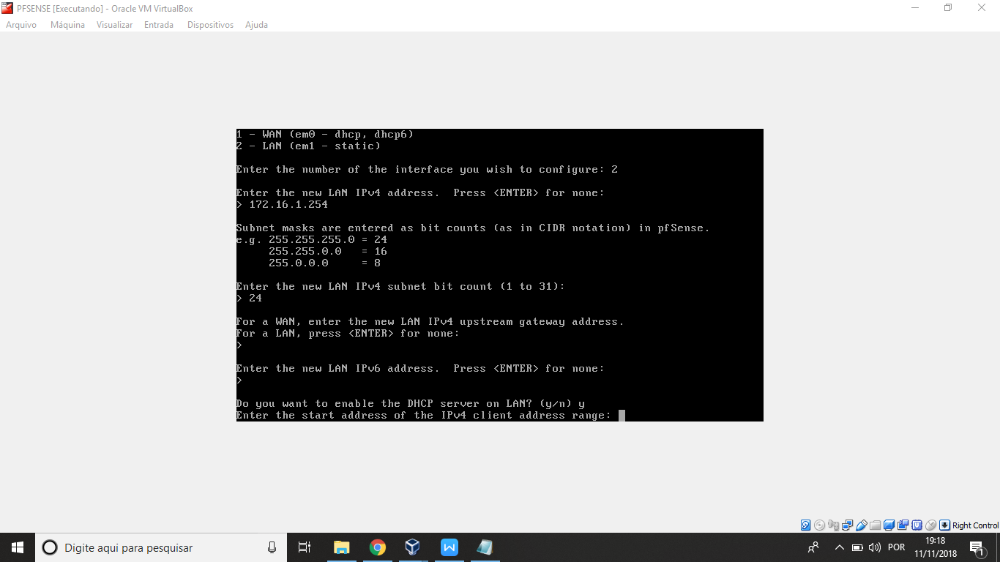 PFSENSE [Executando] - Oracle VM VirtualBox
Arquivo Máquina Visualizar Entrada Dispositivos Ajuda
1 - WAN (em0 - dhcp, dhcp6)
2 - LAN (em1 - static)
Enter the number of the interface you wish to configure: 2
Enter the new LAN IPv4 address.  Press <ENTER> for none:
> 172.16.1.254
Subnet masks are entered as bit counts (as in CIDR notation) in pfSense.
e.g. 255.255.255.0 = 24
     255.255.0.0   = 16
     255.0.0.0     = 8
Enter the new LAN IPv4 subnet bit count (1 to 31):
> 24
For a WAN, enter the new LAN IPv4 upstream gateway address.
For a LAN, press <ENTER> for none:
>
Enter the new LAN IPv6 address.  Press <ENTER> for none:
>
Do you want to enable the DHCP server on LAN? (y/n) y
Enter the start address of the IPv4 client address range:
Right Control
Digite aqui para pesquisar
POR
19:18
11/11/2018
1